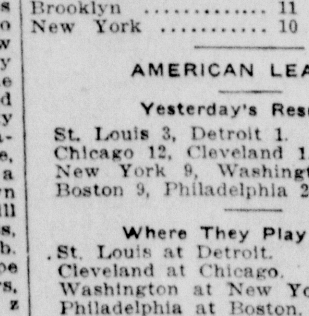 Brooklyn ............. 11
New York ........... 10
AMERICAN LEA
Yesterday's Res
St. Louis 3, Detroit 1.
Chicago 12, Cleveland 1
New York 9, Washingt
Boston 9, Philadelphia 2
Where They Play
St. Louis at Detroit.
Cleveland at Chicago.
Washington at New Yo
Philadelphia at Boston.